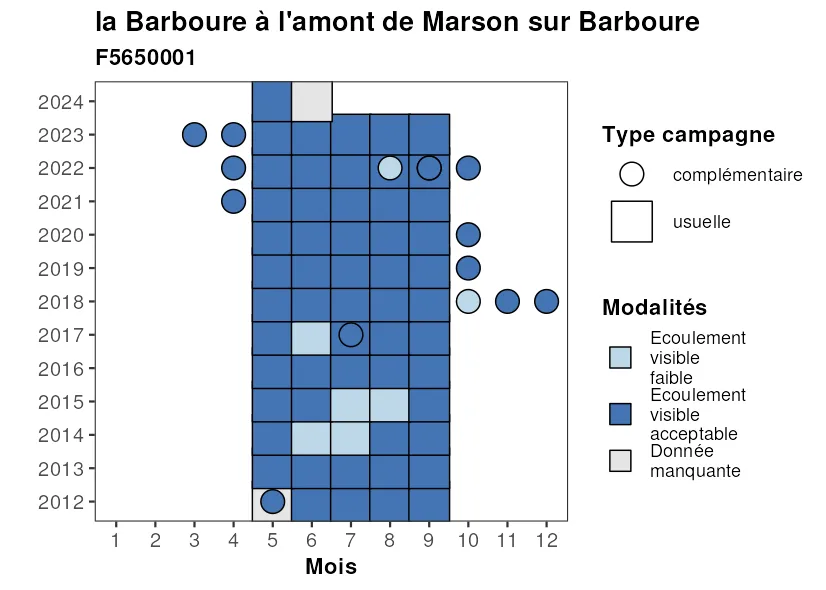 la Barboure à l'amont de Marson sur Barboure
F5650001
2024
2023
2022
2021
2020
2019
2018
2017
2016
2015
2014
2013
2012
1 2 3 4 5 6 7 8 9 10 11 12
Mois
Type campagne
complémentaire
usuelle
Modalités
Ecoulement
visible
faible
Ecoulement
visible
acceptable
Donnée
manquante